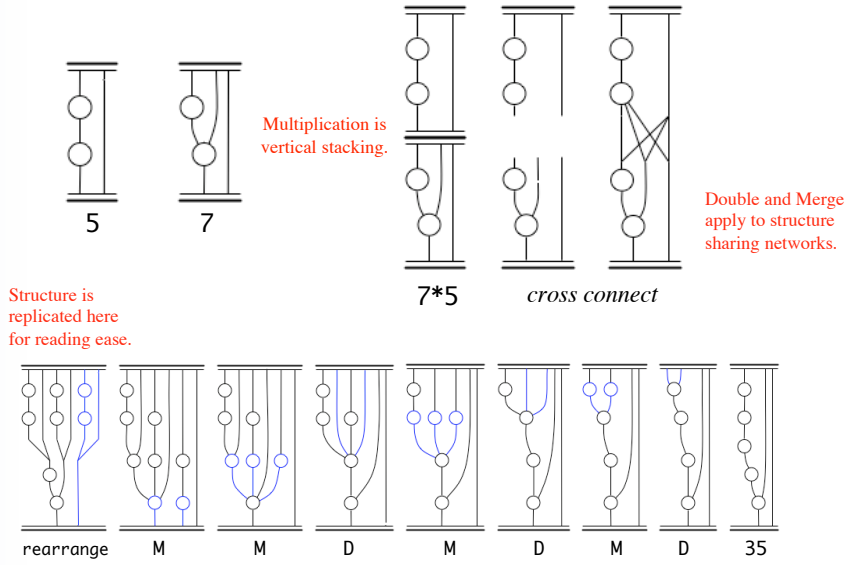 Multiplication is
vertical stacking.
5
7
Double and Merge
apply to structure
sharing networks.
7*5
cross connect
Structure is
replicated here
for reading ease.
rearrange M M D M D M D 35